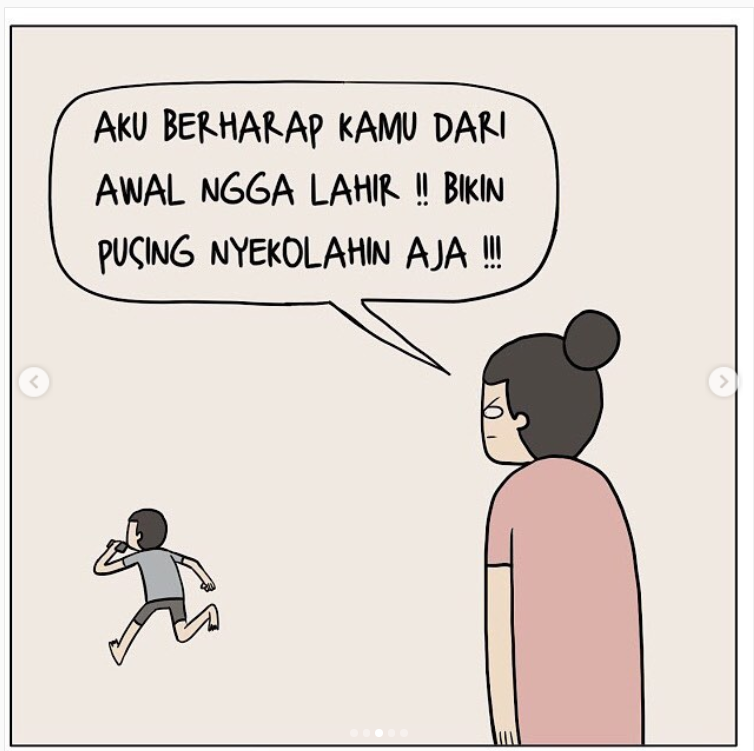 AKU BERHARAP KAMU DARI
AWAL NGGA LAHIR !! BIKIN
PUSING NYEKOLAHIN AJA !!!